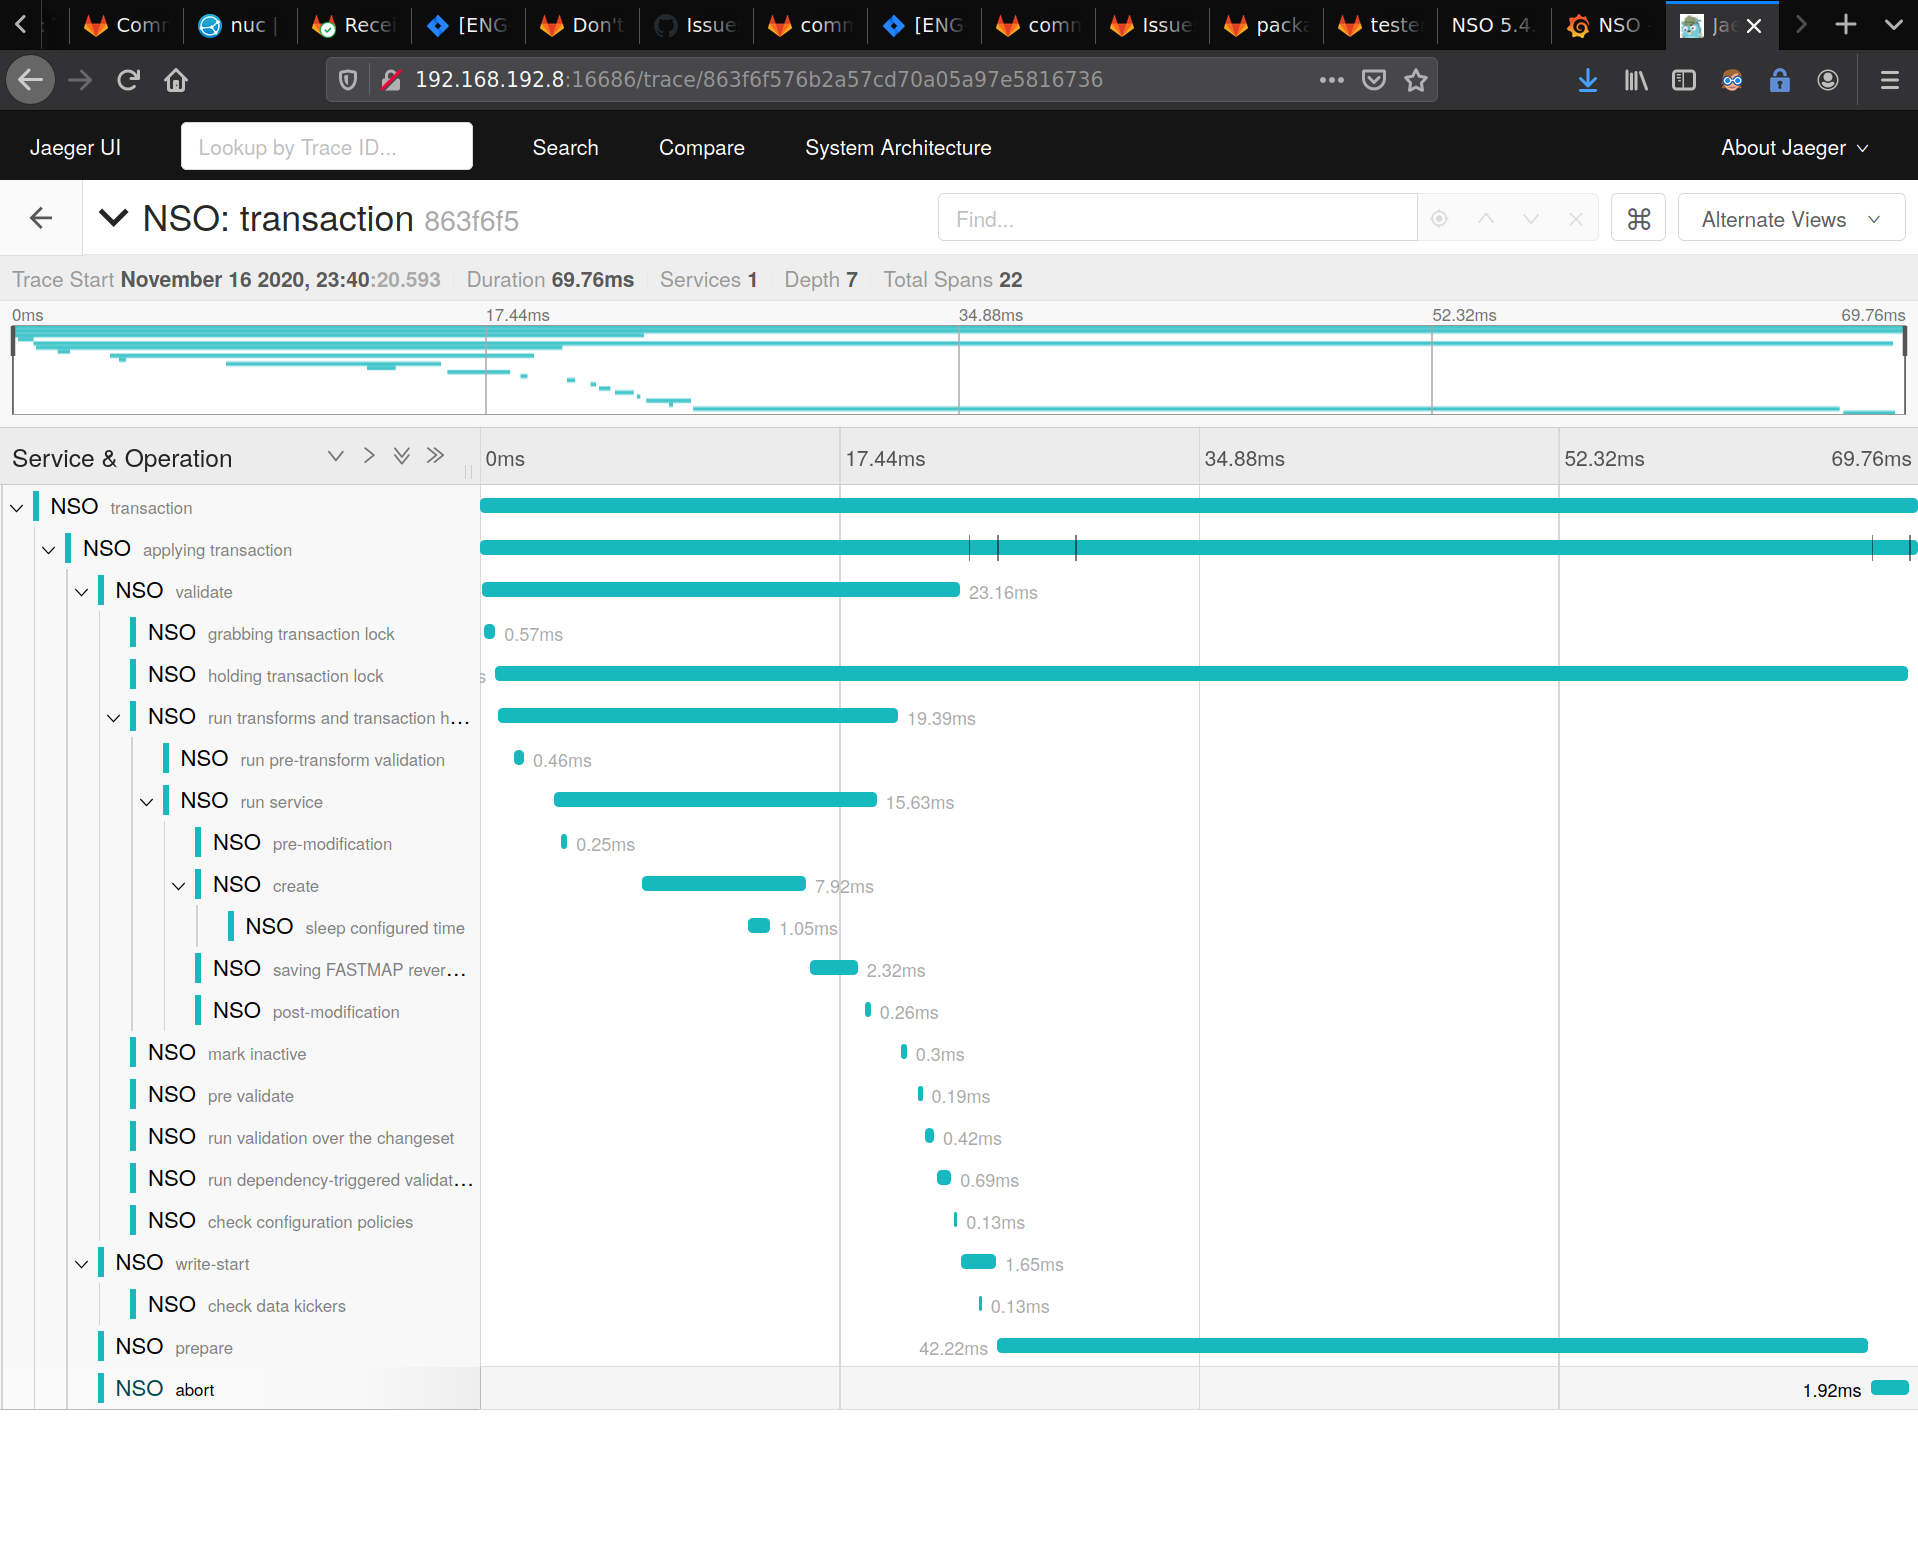 Com nuc | Recei [ENG- Don't Issue comm [ENG- comm Issue packa tester NSO 5.4. NSO - Jae
192.168.192.8:16686/trace/863f6f576b2a57cd70a05a97e5816736
Jaeger UI Lookup by Trace ID... Search Compare System Architecture About Jaeger
NSO: transaction 863f6f5 Find... ⌘ Alternate Views
Trace Start November 16 2020, 23:40:20.593 Duration 69.76ms Services 1 Depth 7 Total Spans 22
0ms 17.44ms 34.88ms 52.32ms 69.76ms
Service & Operation 0ms 17.44ms 34.88ms 52.32ms 69.76ms
NSO transaction
NSO applying transaction
NSO validate 23.16ms
NSO grabbing transaction lock 0.57ms
NSO holding transaction lock s
NSO run transforms and transaction h... 19.39ms
NSO run pre-transform validation 0.46ms
NSO run service 15.63ms
NSO pre-modification 0.25ms
NSO create 7.92ms
NSO sleep configured time 1.05ms
NSO saving FASTMAP rever... 2.32ms
NSO post-modification 0.26ms
NSO mark inactive 0.3ms
NSO pre validate 0.19ms
NSO run validation over the changeset 0.42ms
NSO run dependency-triggered validat... 0.69ms
NSO check configuration policies 0.13ms
NSO write-start 1.65ms
NSO check data kickers 0.13ms
NSO prepare 42.22ms
NSO abort 1.92ms